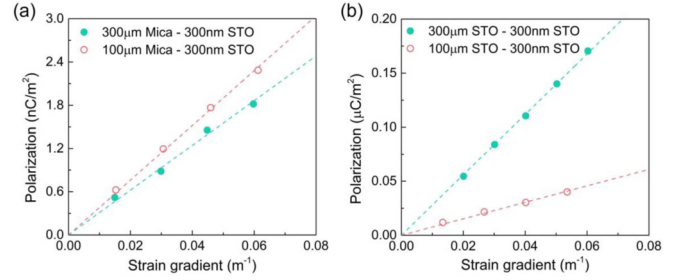 (a)
300μm Mica - 300nm STO
100μm Mica - 300nm STO
Polarization (nC/m²)
3.0
2.4
1.8
1.2
0.6
0.0
0.00 0.02 0.04 0.06 0.08
Strain gradient (m⁻¹)
(b)
300μm STO - 300nm STO
100μm STO - 300nm STO
Polarization (μC/m²)
0.20
0.15
0.10
0.05
0.00
0.00 0.02 0.04 0.06 0.08
Strain gradient (m⁻¹)